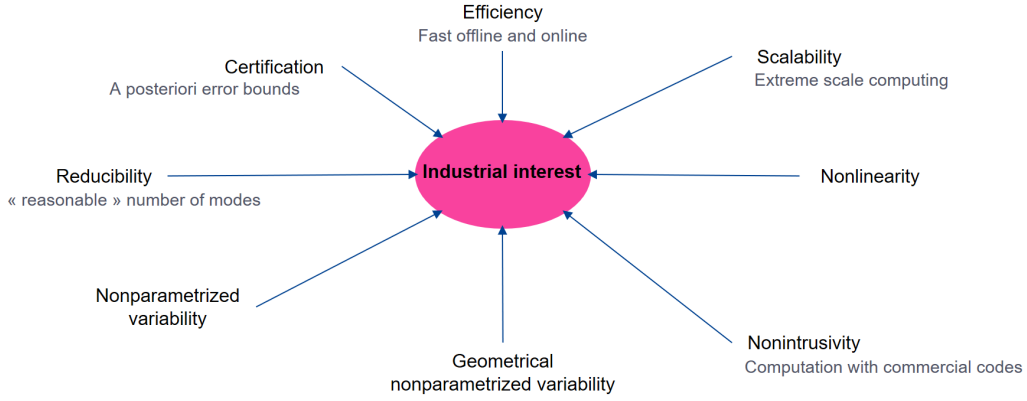 Efficiency
Fast offline and online
Certification
A posteriori error bounds
Scalability
Extreme scale computing
Reducibility
« reasonable » number of modes
Industrial interest
Nonlinearity
Nonparametrized
variability
Geometrical
nonparametrized variability
Nonintrusivity
Computation with commercial codes